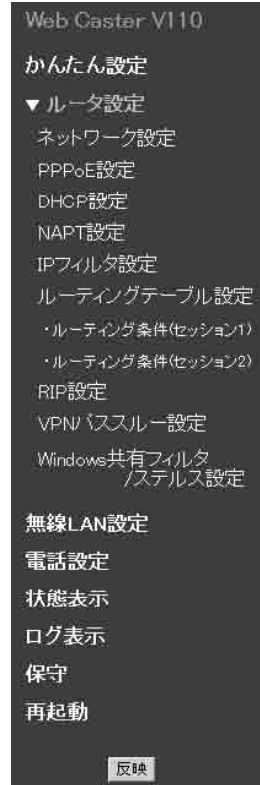 Web Caster V110
かんたん設定
▼ルータ設定
ネットワーク設定
PPPoE設定
DHCP設定
NAPT設定
IPフィルタ設定
ルーティングテーブル設定
・ルーティング条件(セッション1)
・ルーティング条件(セッション2)
RIP設定
VPNパススルー設定
Windows共有フィルタ
/ステルス設定
無線LAN設定
電話設定
状態表示
ログ表示
保守
再起動
反映